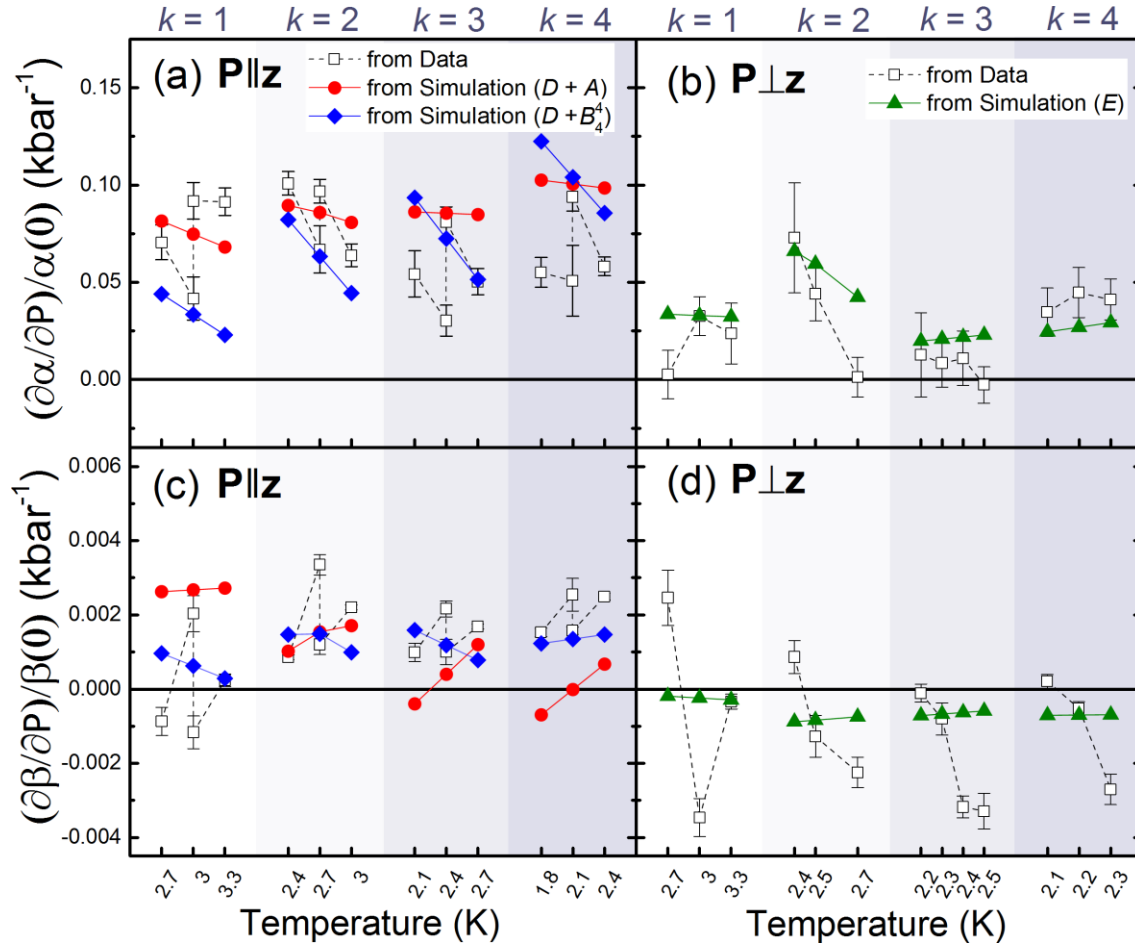 k = 1 k = 2 k = 3 k = 4 k = 1 k = 2 k = 3 k = 4
(a) P∥z
from Data
from Simulation (D + A)
from Simulation (D + B₄⁴)
(b) P⊥z
from Data
from Simulation (E)
(∂α/∂P)/α(0) (kbar⁻¹)
0.15
0.10
0.05
0.00
(c) P∥z
(d) P⊥z
(∂β/∂P)/β(0) (kbar⁻¹)
0.006
0.004
0.002
0.000
-0.002
-0.004
2.7 3 3.3 2.4 2.7 3 2.1 2.4 2.7 1.8 2.1 2.4
2.7 3 3.3 2.4 2.5 2.7 2.2 2.3 2.4 2.5 2.1 2.2 2.3
Temperature (K) Temperature (K)